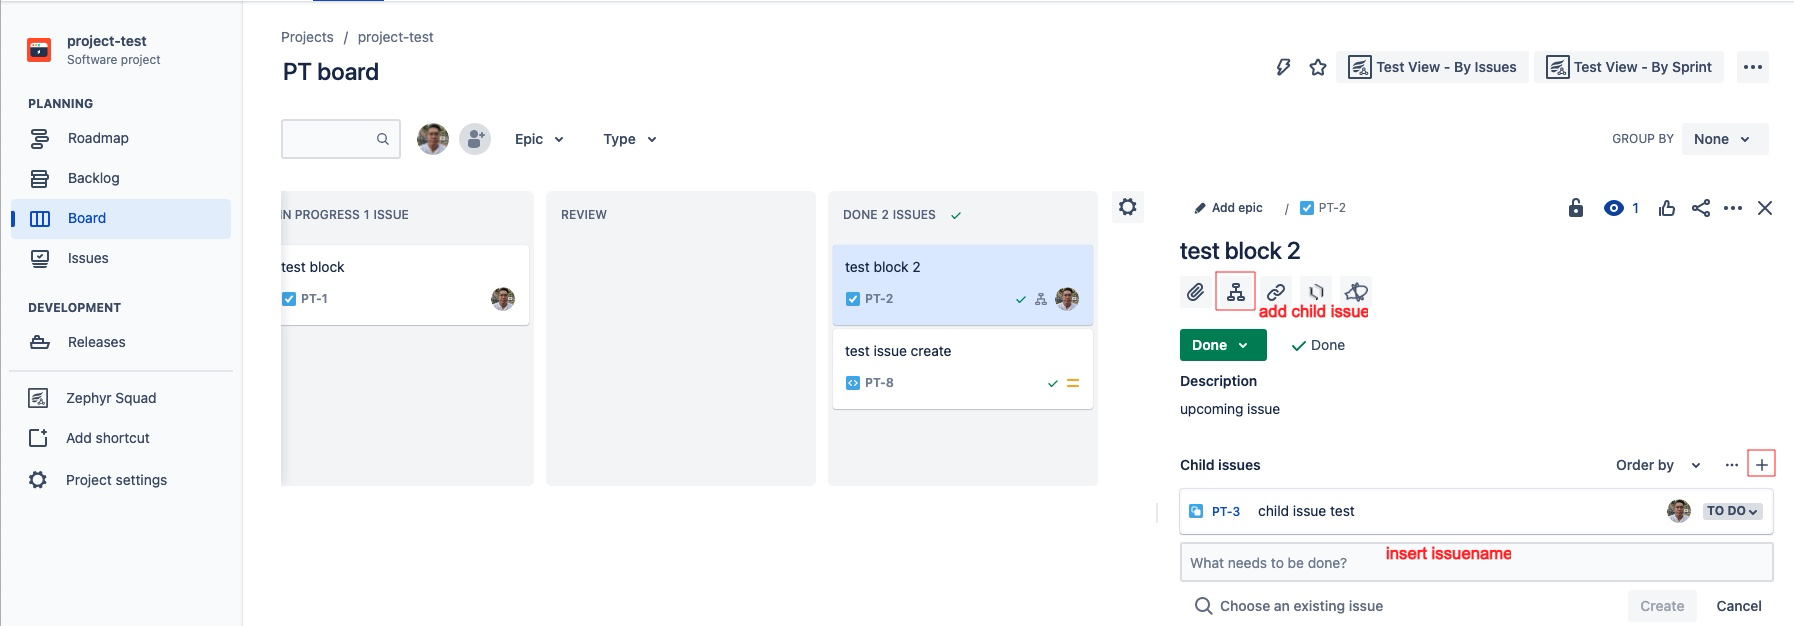 project-test
Software project
PLANNING
Roadmap
Backlog
Board
Issues
DEVELOPMENT
Releases
Zephyr Squad
Add shortcut
Project settings
Projects / project-test
PT board
Test View - By Issues
Test View - By Sprint
Epic
Type
GROUP BY
None
IN PROGRESS 1 ISSUE
test block
PT-1
REVIEW
DONE 2 ISSUES
test block 2
PT-2
test issue create
PT-8
Add epic / PT-2
1
test block 2
add child issue
Done
Done
Description
upcoming issue
Child issues
Order by
PT-3 child issue test
TO DO
What needs to be done?
insert issuename
Choose an existing issue
Create
Cancel